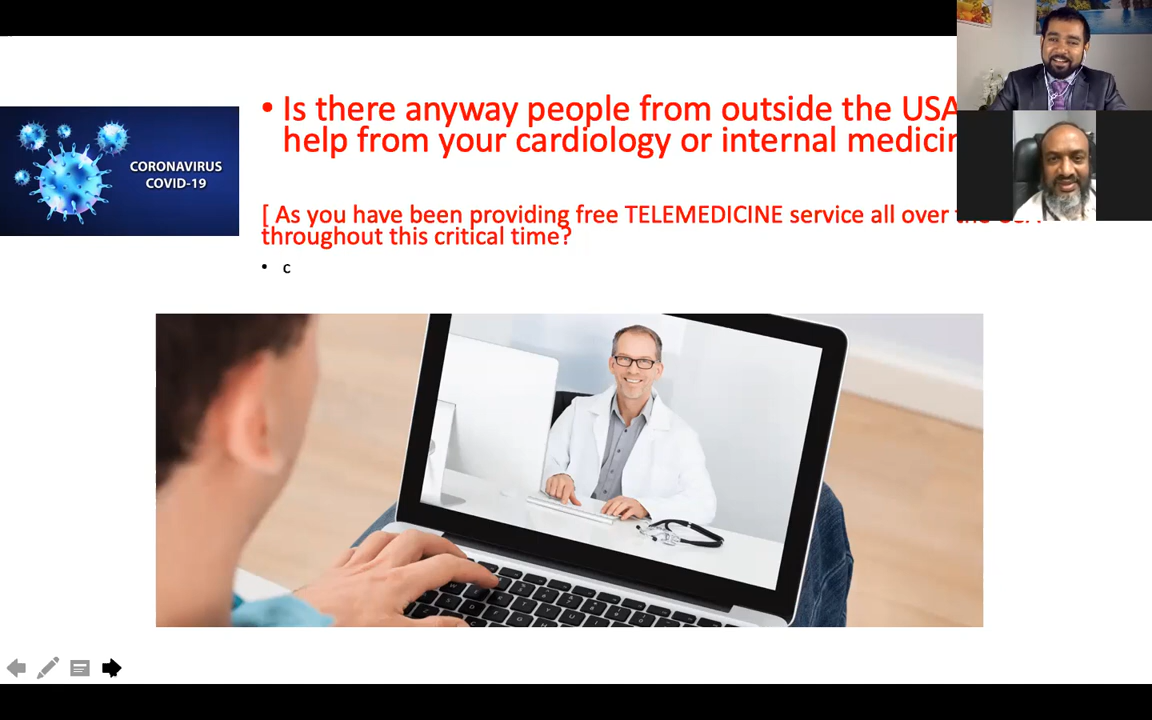 CORONAVIRUS
COVID-19
• Is there anyway people from outside the USA
help from your cardiology or internal
[ As you have been providing free TELEMEDICINE service all over
throughout this critical time?
• c